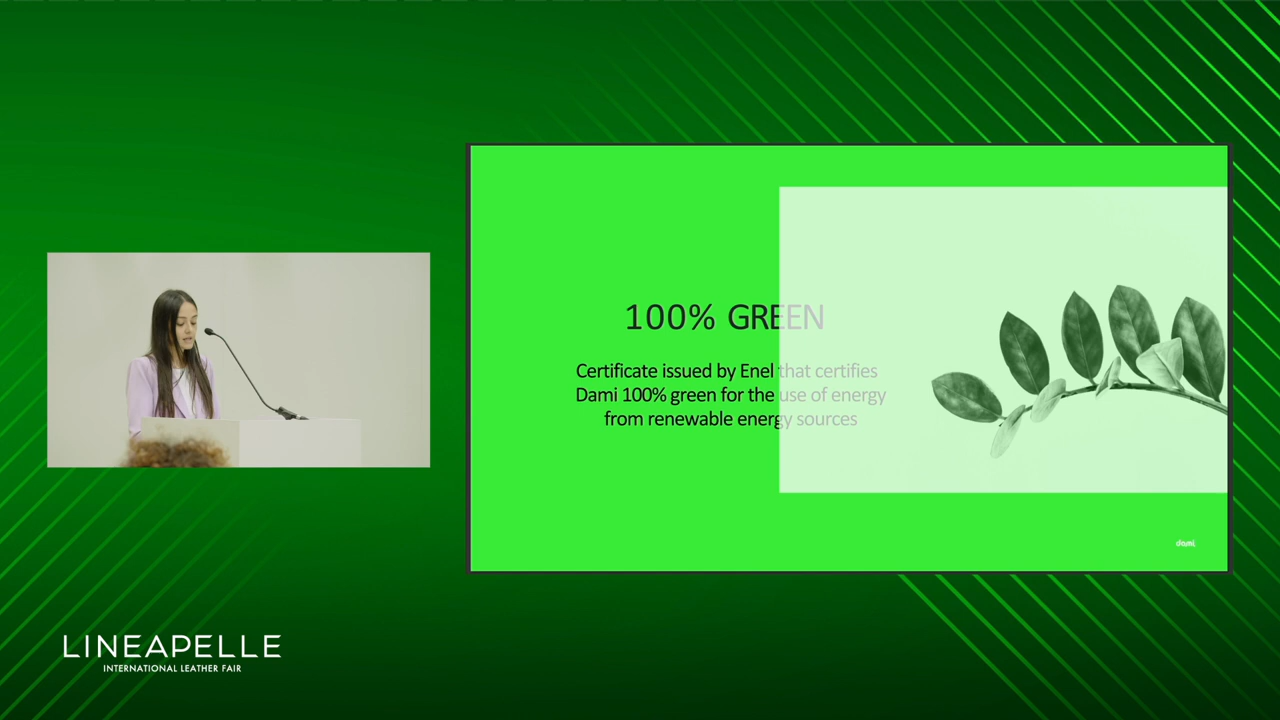 100% GREEN
Certificate issued by Enel that certifies
Dami 100% green for the use of energy
from renewable energy sources
dami
LINEAPELLE
INTERNATIONAL LEATHER FAIR